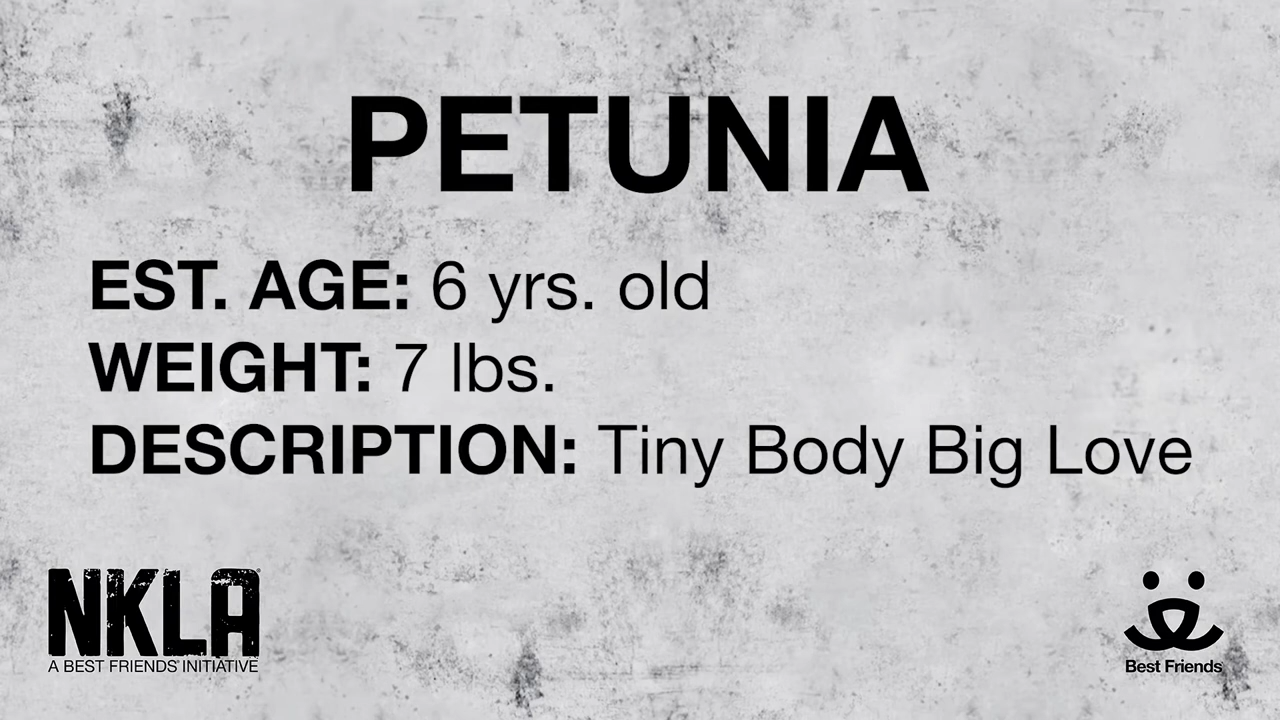 PETUNIA
EST. AGE: 6 yrs. old
WEIGHT: 7 lbs.
DESCRIPTION: Tiny Body Big Love
NKLA
A BEST FRIENDS INITIATIVE
Best Friends